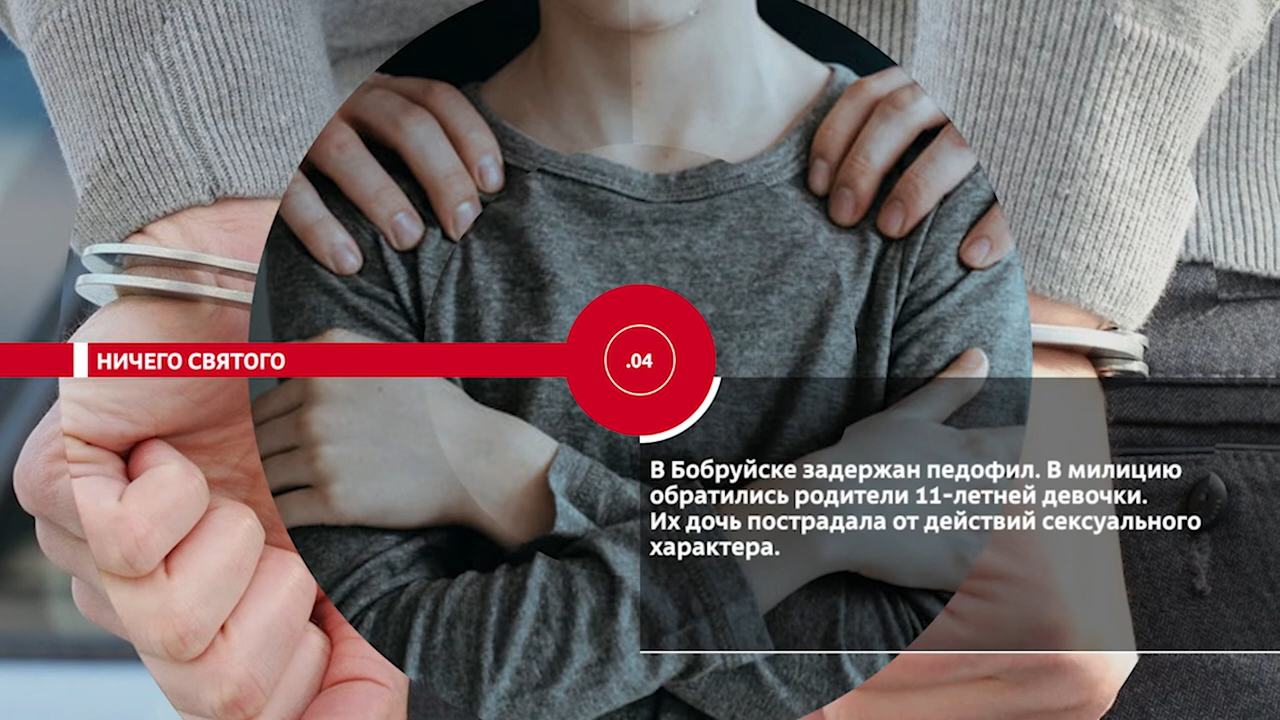 НИЧЕГО СВЯТОГО
.04
В Бобруйске задержан педофил. В милицию
обратились родители 11-летней девочки.
Их дочь пострадала от действий сексуального
характера.